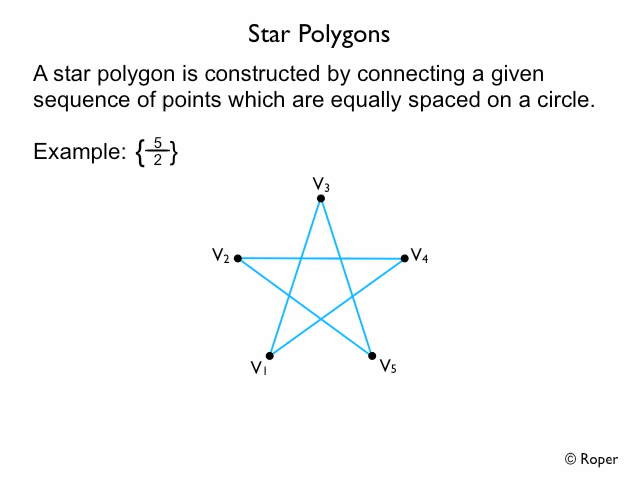 Star Polygons
A star polygon is constructed by connecting a given
sequence of points which are equally spaced on a circle.
Example: {5/2}
V₃
V₂
V₄
V₁
V₅
© Roper